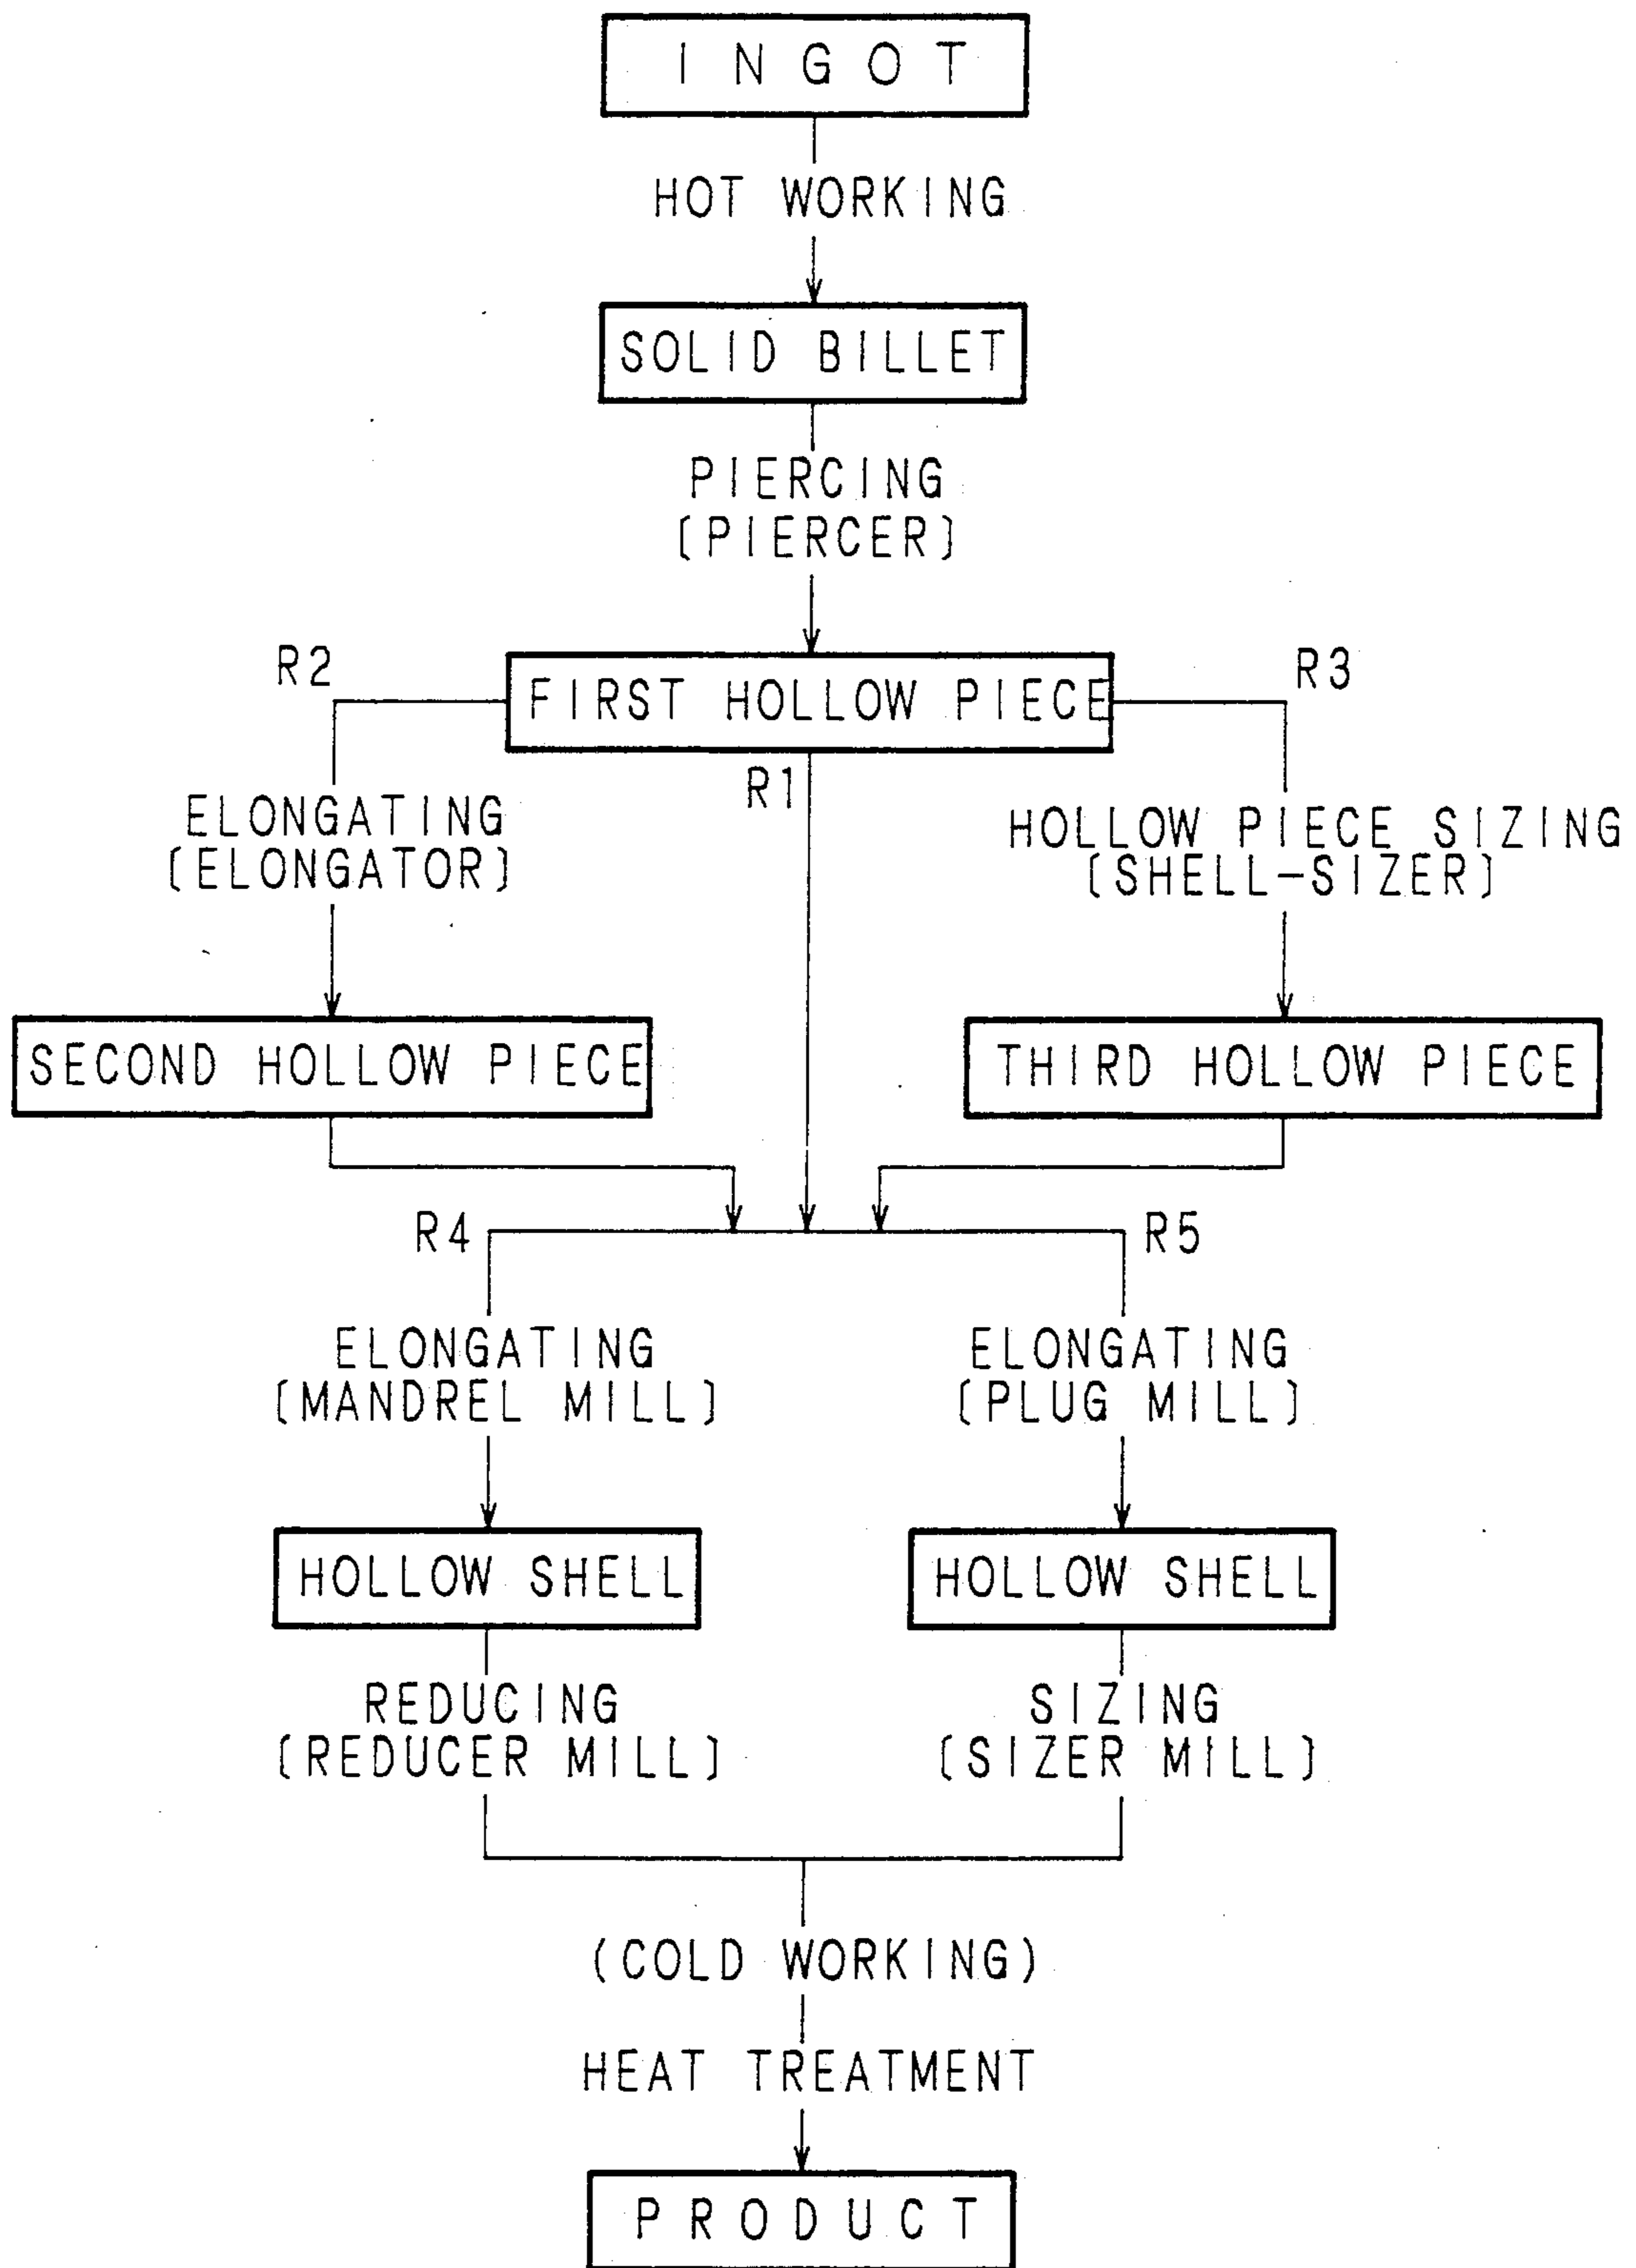 INGOT
HOT WORKING
SOLID BILLET
PIERCING
[PIERCER]
R2
FIRST HOLLOW PIECE
R3
R1
ELONGATING
[ELONGATOR]
HOLLOW PIECE SIZING
[SHELL-SIZER]
SECOND HOLLOW PIECE
THIRD HOLLOW PIECE
R4
R5
ELONGATING
[MANDREL MILL]
ELONGATING
[PLUG MILL]
HOLLOW SHELL
HOLLOW SHELL
REDUCING
[REDUCER MILL]
SIZING
[SIZER MILL]
(COLD WORKING)
HEAT TREATMENT
PRODUCT